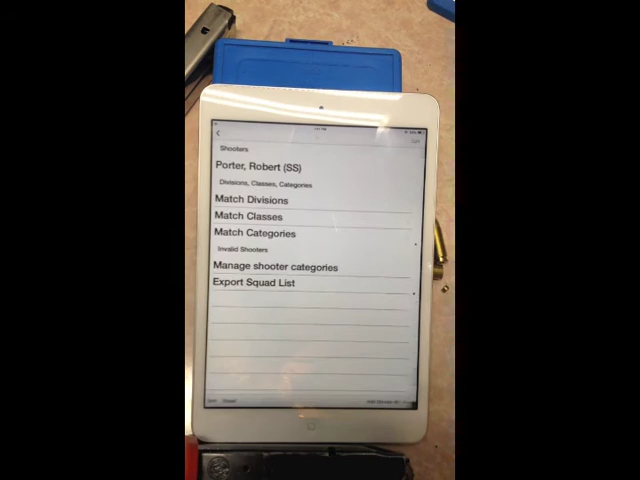 Shooters
Porter, Robert (SS)
Divisions, Classes, Categories
Match Divisions
Match Classes
Match Categories
Invalid Shooters
Manage shooter categories
Export Squad List